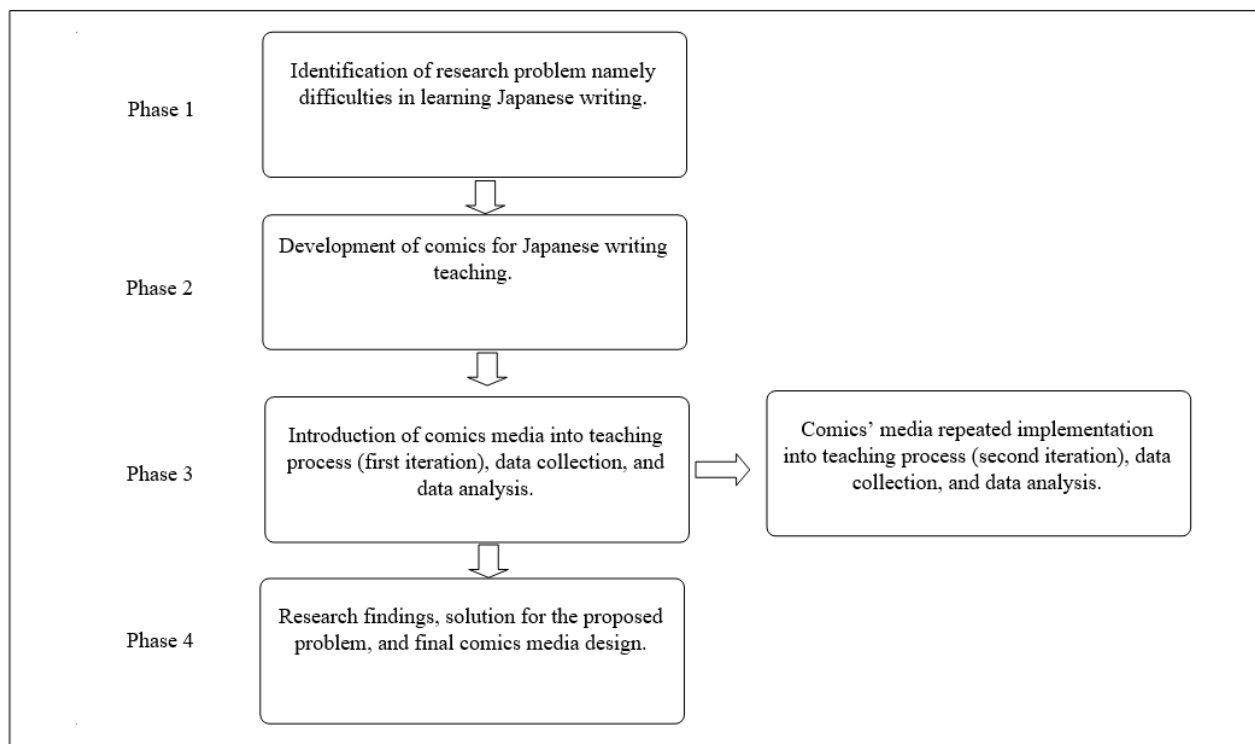 Phase 1
Identification of research problem namely
difficulties in learning Japanese writing.
Phase 2
Development of comics for Japanese writing
teaching.
Phase 3
Introduction of comics media into teaching
process (first iteration), data collection, and
data analysis.
Comics’ media repeated implementation
into teaching process (second iteration), data
collection, and data analysis.
Phase 4
Research findings, solution for the proposed
problem, and final comics media design.